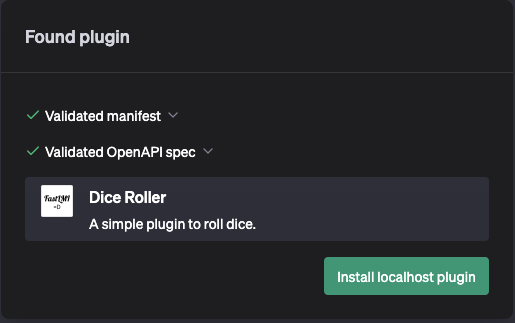 Found plugin
Validated manifest
Validated OpenAPI spec
FastLMI
=D
Dice Roller
A simple plugin to roll dice.
Install localhost plugin